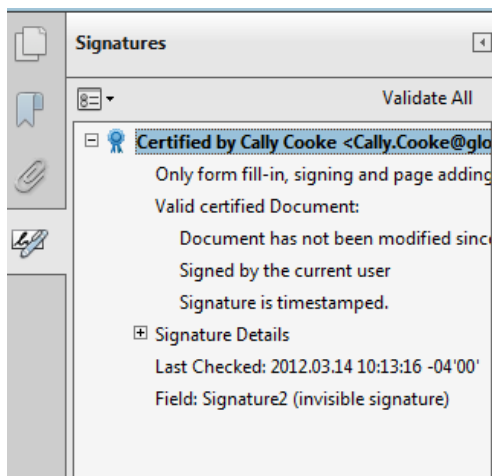 Signatures
Validate All
Certified by Cally Cooke <Cally.Cooke@glo
Only form fill-in, signing and page adding
Valid certified Document:
Document has not been modified since
Signed by the current user
Signature is timestamped.
Signature Details
Last Checked: 2012.03.14 10:13:16 -04'00'
Field: Signature2 (invisible signature)